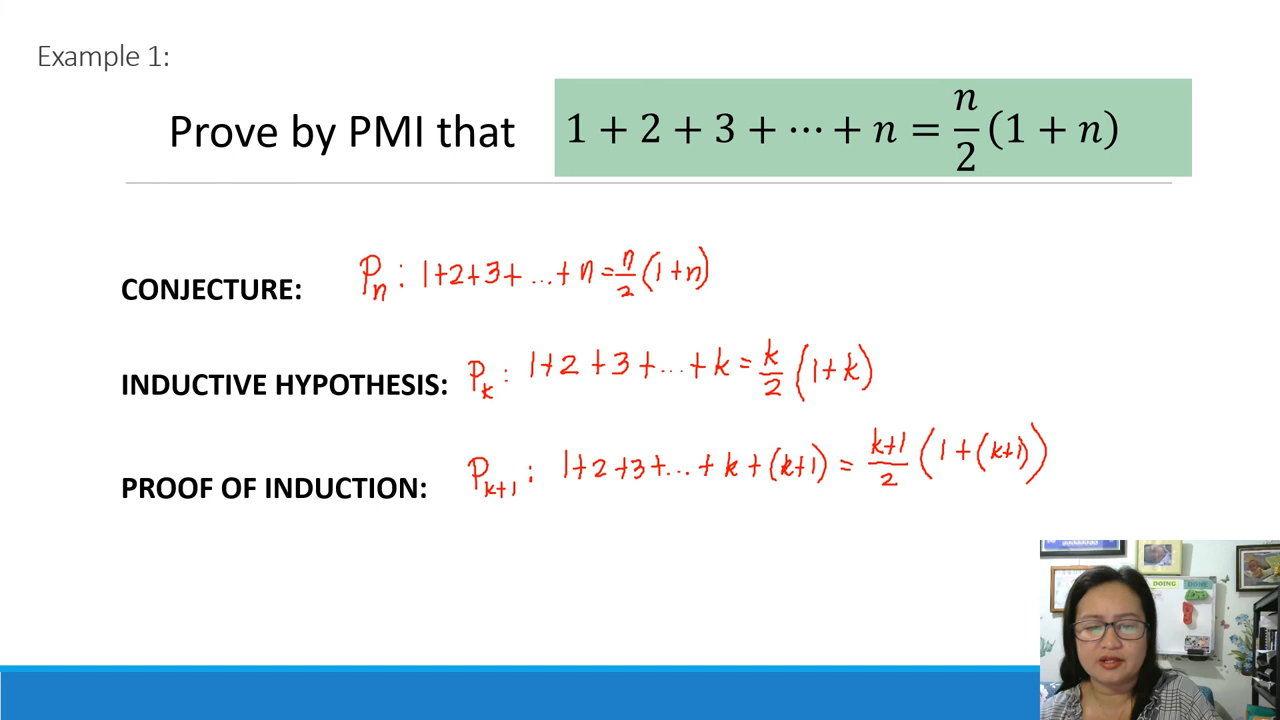 Example 1:
Prove by PMI that 1 + 2 + 3 + ⋯ + n = n/2 (1 + n)
CONJECTURE: Pₙ : 1+2+3+...+n = n/2 (1+n)
INDUCTIVE HYPOTHESIS: Pₖ : 1+2+3+...+k = k/2 (1+k)
PROOF OF INDUCTION: Pₖ₊₁ : 1+2+3+...+k+(k+1) = k+1/2 (1+(k+1))
DOING